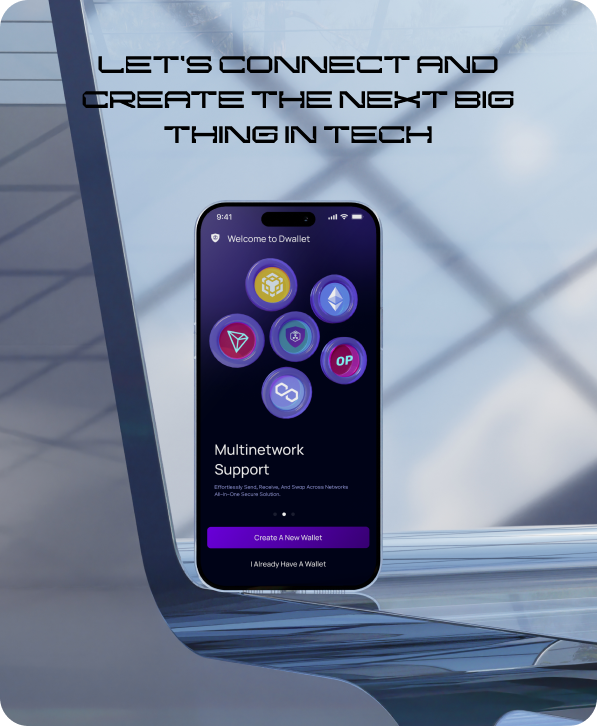 LET'S CONNECT AND
CREATE THE NEXT BIG
THING IN TECH
9:41
Welcome to Dwallet
OP
Multinetwork
Support
Effortlessly Send, Receive, And Swap Across Networks
All-In-One Secure Solution.
Create A New Wallet
I Already Have A Wallet